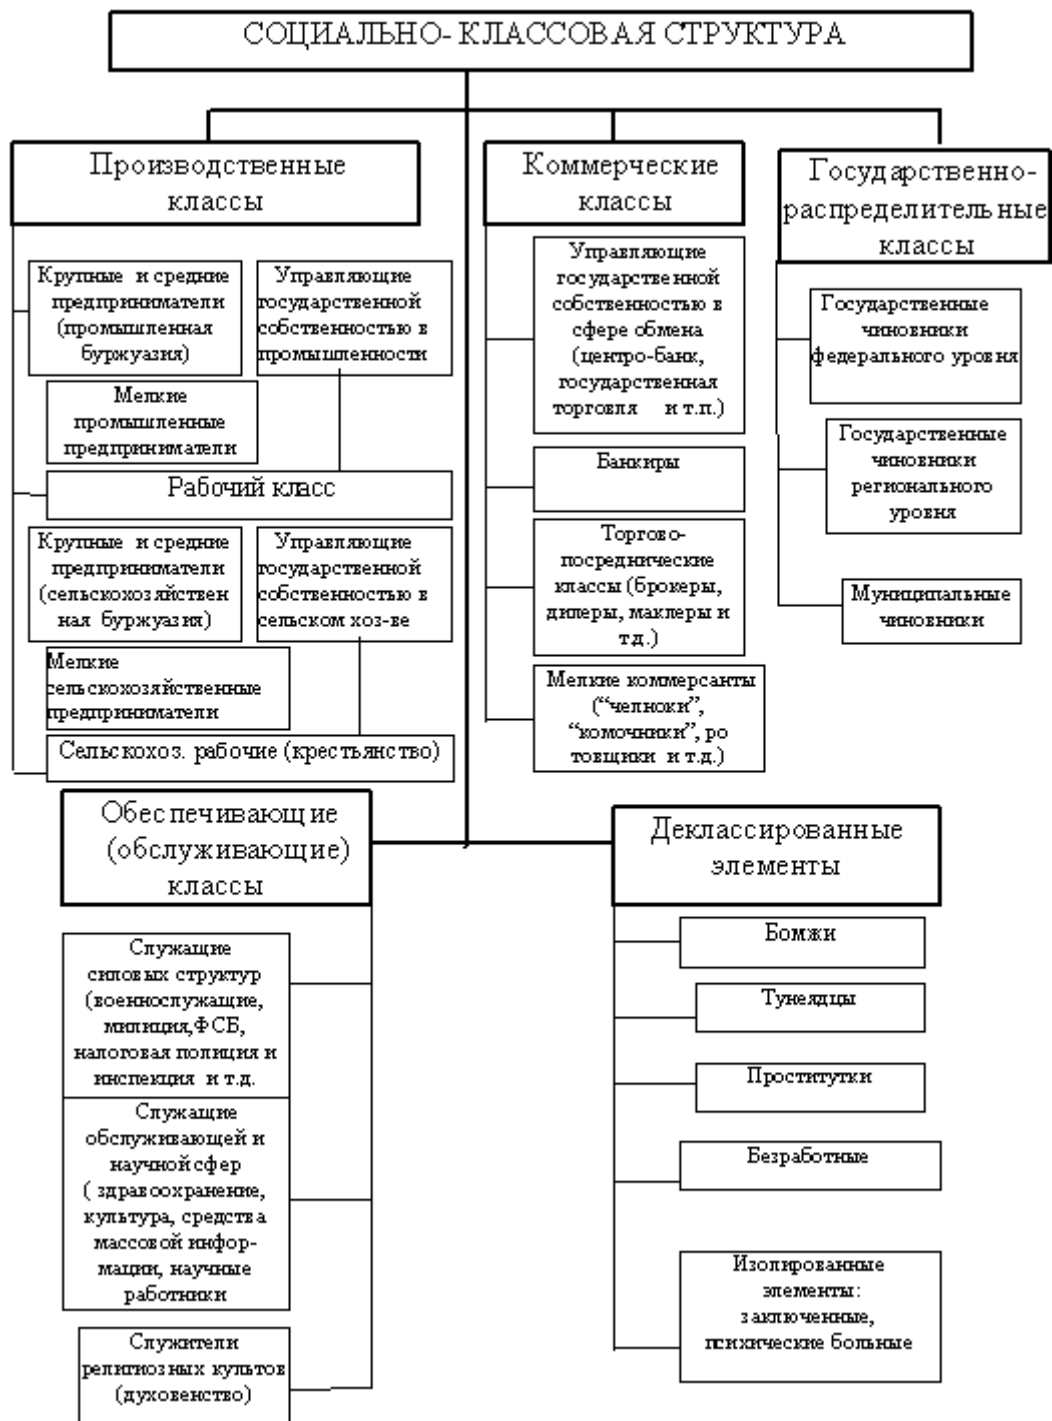 СОЦИАЛЬНО- КЛАССОВАЯ СТРУКТУРА
Производственные
классы
Крупные и средние
предприниматели
(промышленная
буржуазия)
Управляющие
государственной
собственностью в
промышленности
Мелкие
промышленные
предприниматели
Рабочий класс
Крупные и средние
предприниматели
(сельскохозяйствен
ная буржуазия)
Управляющие
государственной
собственностью в
сельском хоз-ве
Мелкие
сельскохозяйственные
предприниматели
Сельскохоз. рабочие (крестьянство)
Коммерческие
классы
Управляющие
государственной
собственностью в
сфере обмена
(центро-банк,
государственная
торговля и т.п.)
Банкиры
Торгово-
посреднические
классы (брокеры,
дилеры, маклеры и
т.д.)
Мелкие коммерсанты
(“челноки”,
“комочники”, ро
товщики и т.д.)
Государственно-
распределительные
классы
Государственные
чиновники
федерального уровня
Государственные
чиновники
регионального
уровня
Муниципальные
чиновники
Обеспечивающие
(обслуживающие)
классы
Служащие
силовых структур
(военнослужащие,
милиция,ФСБ,
налоговая полиция и
инспекция и т.д.
Служащие
обслуживающей и
научной сфер
( здравоохранение,
культура, средства
массовой инфор-
мации, научные
работники
Служители
религиозных культов
(духовенство)
Деклассированные
элементы
Бомжи
Тунеядцы
Проститутки
Безработные
Изолированные
элементы:
заключенные,
психические больные